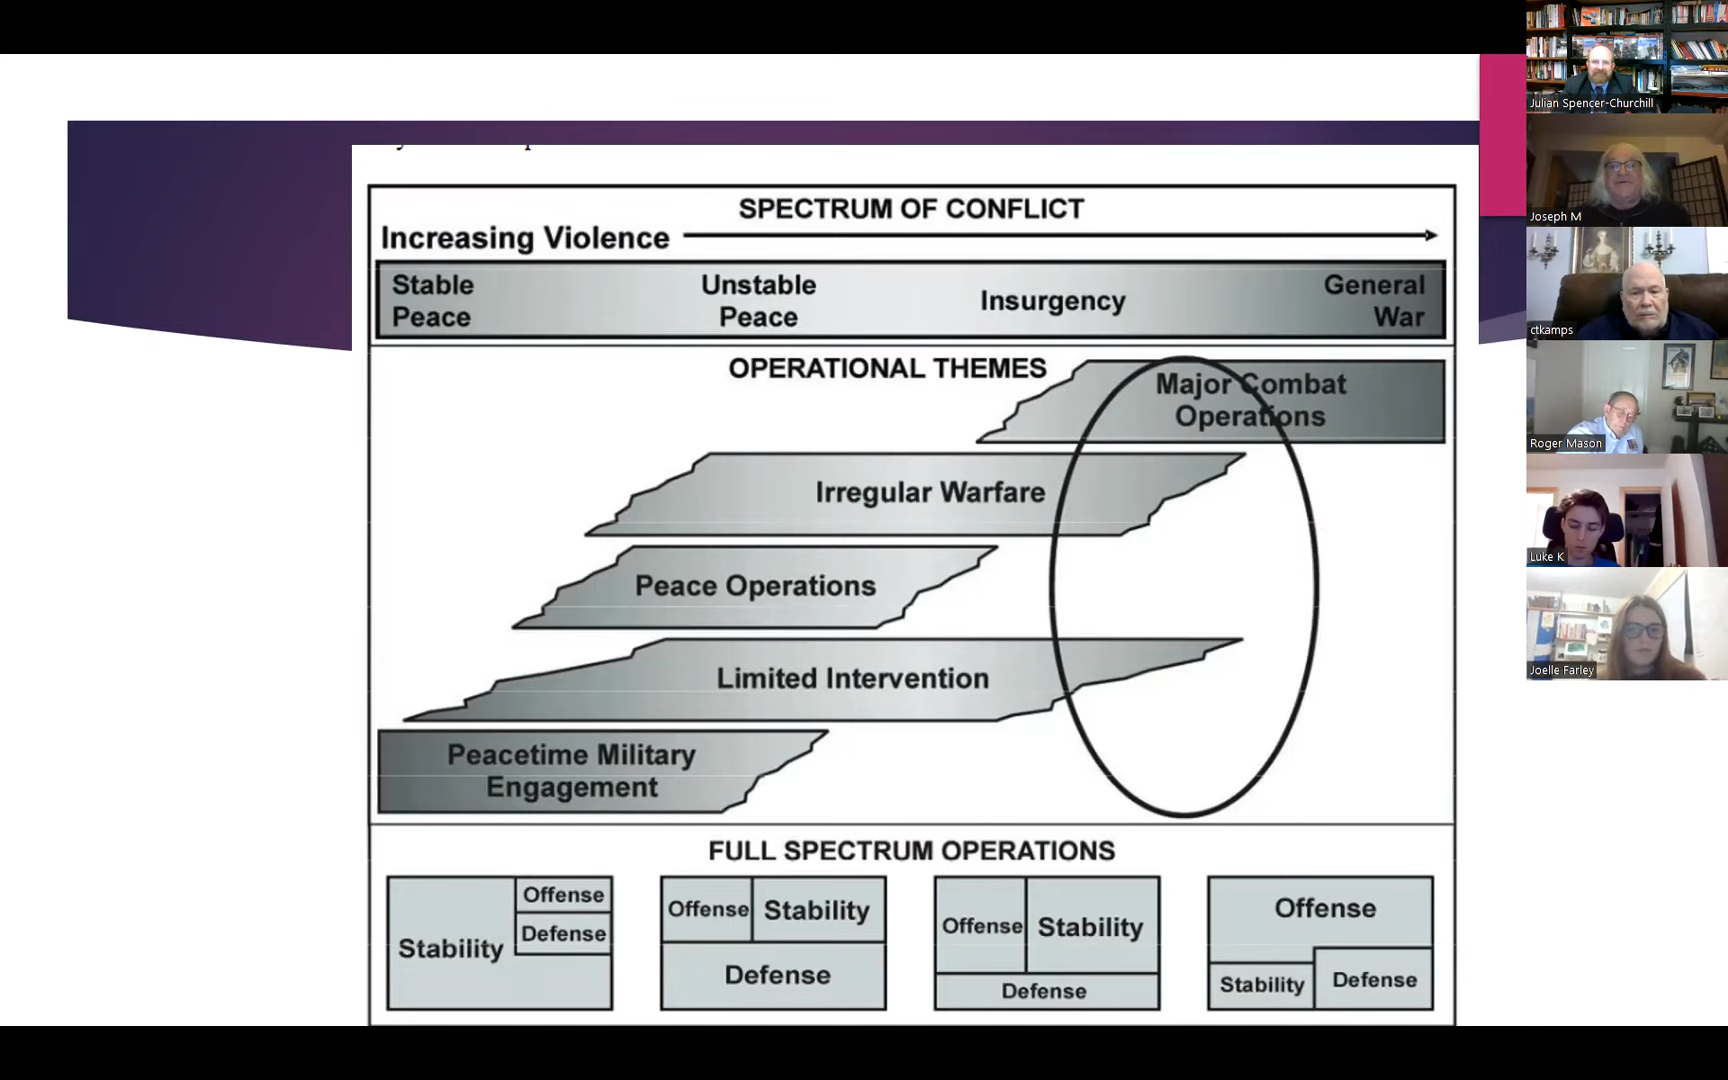 SPECTRUM OF CONFLICT
Increasing Violence
Stable
Peace
Unstable
Peace
Insurgency
General
War
OPERATIONAL THEMES
Major Combat
Operations
Irregular Warfare
Peace Operations
Limited Intervention
Peacetime Military
Engagement
FULL SPECTRUM OPERATIONS
Stability
Offense
Defense
Offense
Stability
Defense
Offense
Stability
Defense
Offense
Stability
Defense
Julian Spencer-Churchill
Joseph M
ctkamps
Roger Mason
Luke K
Joelle Farley